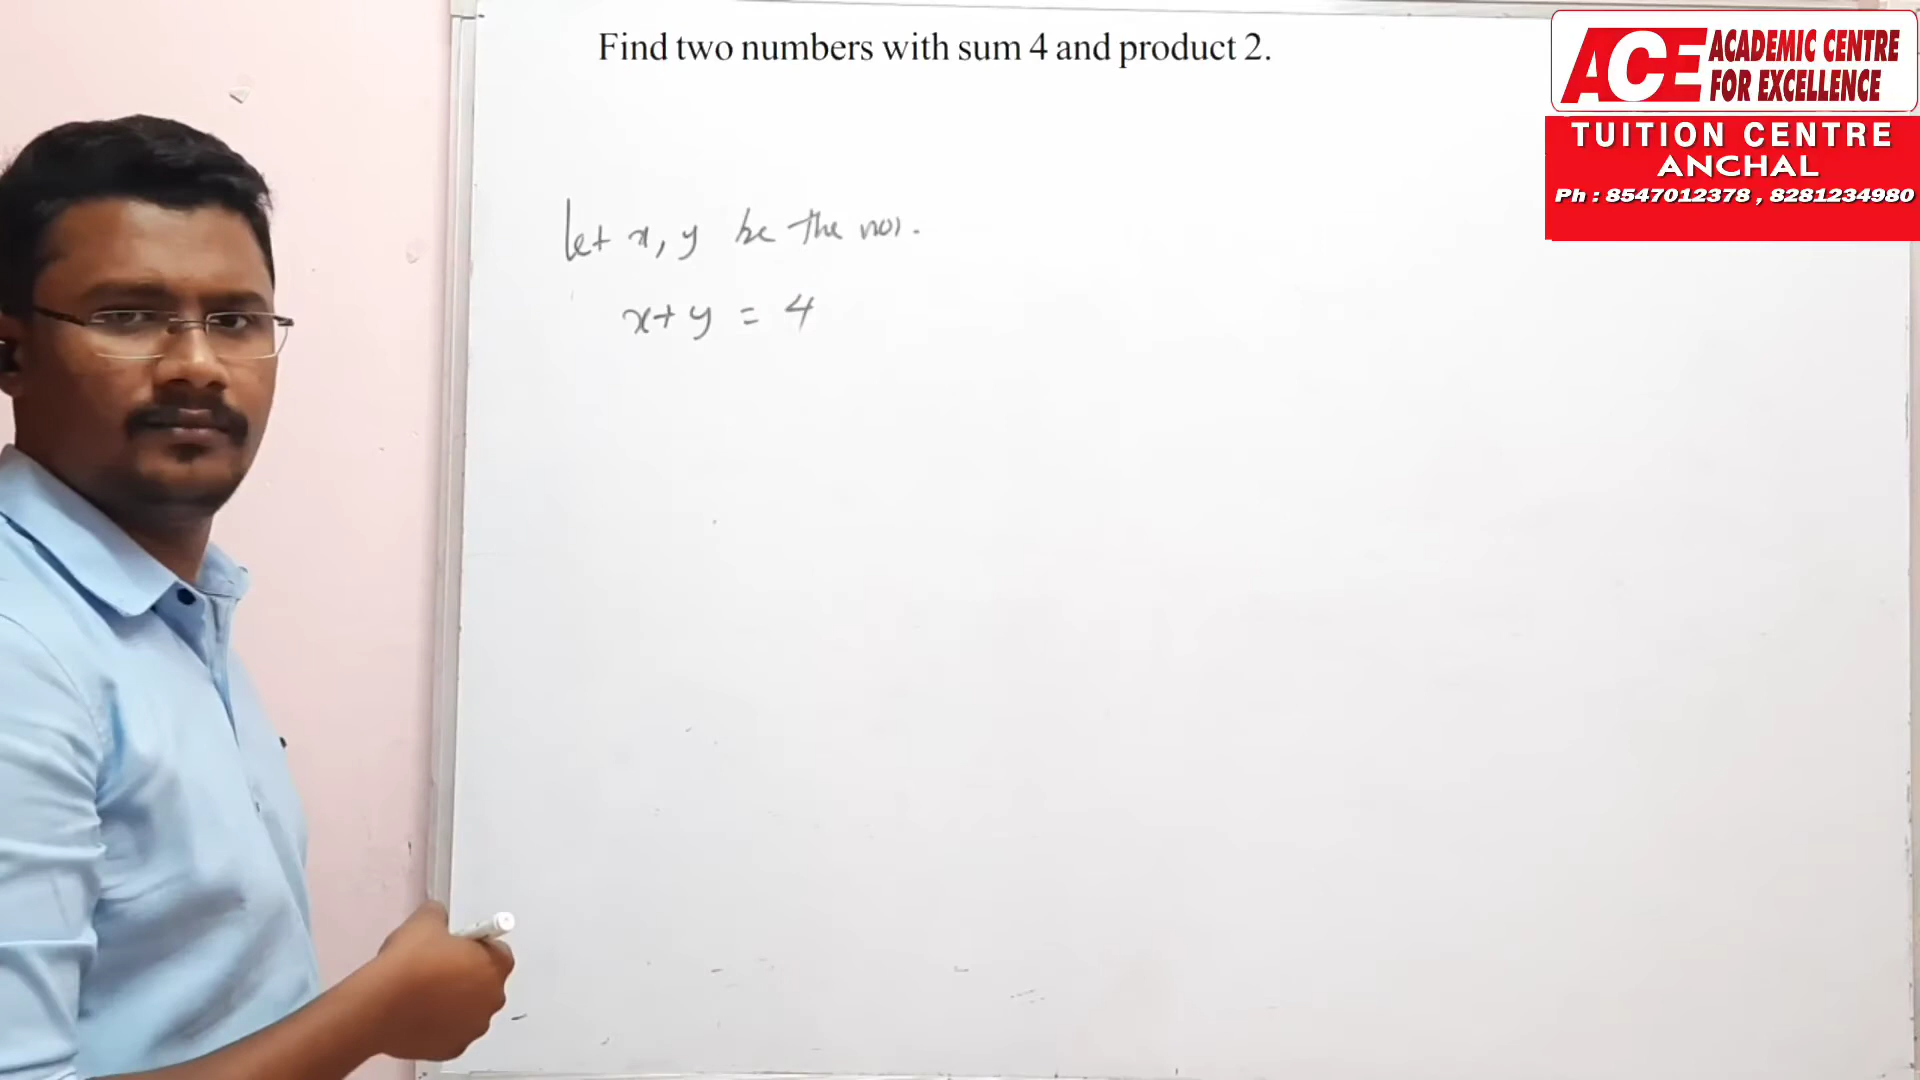 Find two numbers with sum 4 and product 2.
ACE ACADEMIC CENTRE
FOR EXCELLENCE
TUITION CENTRE
ANCHAL
Ph : 8547012378 , 8281234980
let x, y be the nos.
x+y = 4